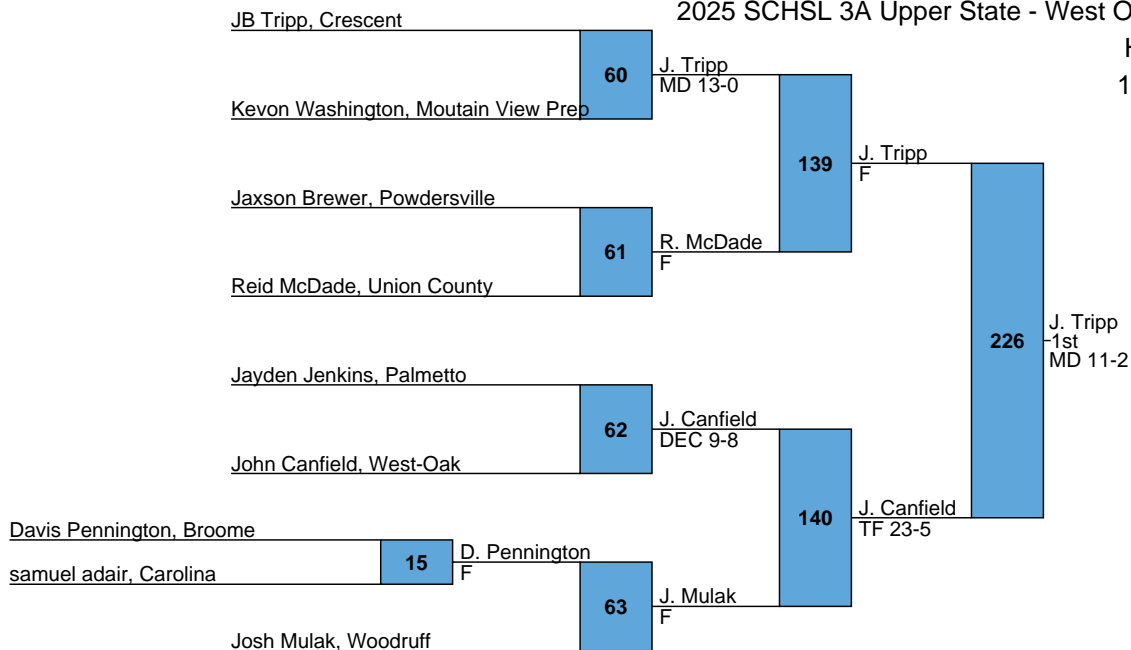 2025 SCHSL 3A Upper State - West O
H
1
JB Tripp, Crescent
60
J. Tripp
MD 13-0
Kevon Washington, Moutain View Prep
139
J. Tripp
F
Jaxson Brewer, Powdersville
61
R. McDade
F
Reid McDade, Union County
226
J. Tripp
1st
MD 11-2
Jayden Jenkins, Palmetto
62
J. Canfield
DEC 9-8
John Canfield, West-Oak
140
J. Canfield
TF 23-5
Davis Pennington, Broome
15
D. Pennington
F
samuel adair, Carolina
63
J. Mulak
F
Josh Mulak, Woodruff